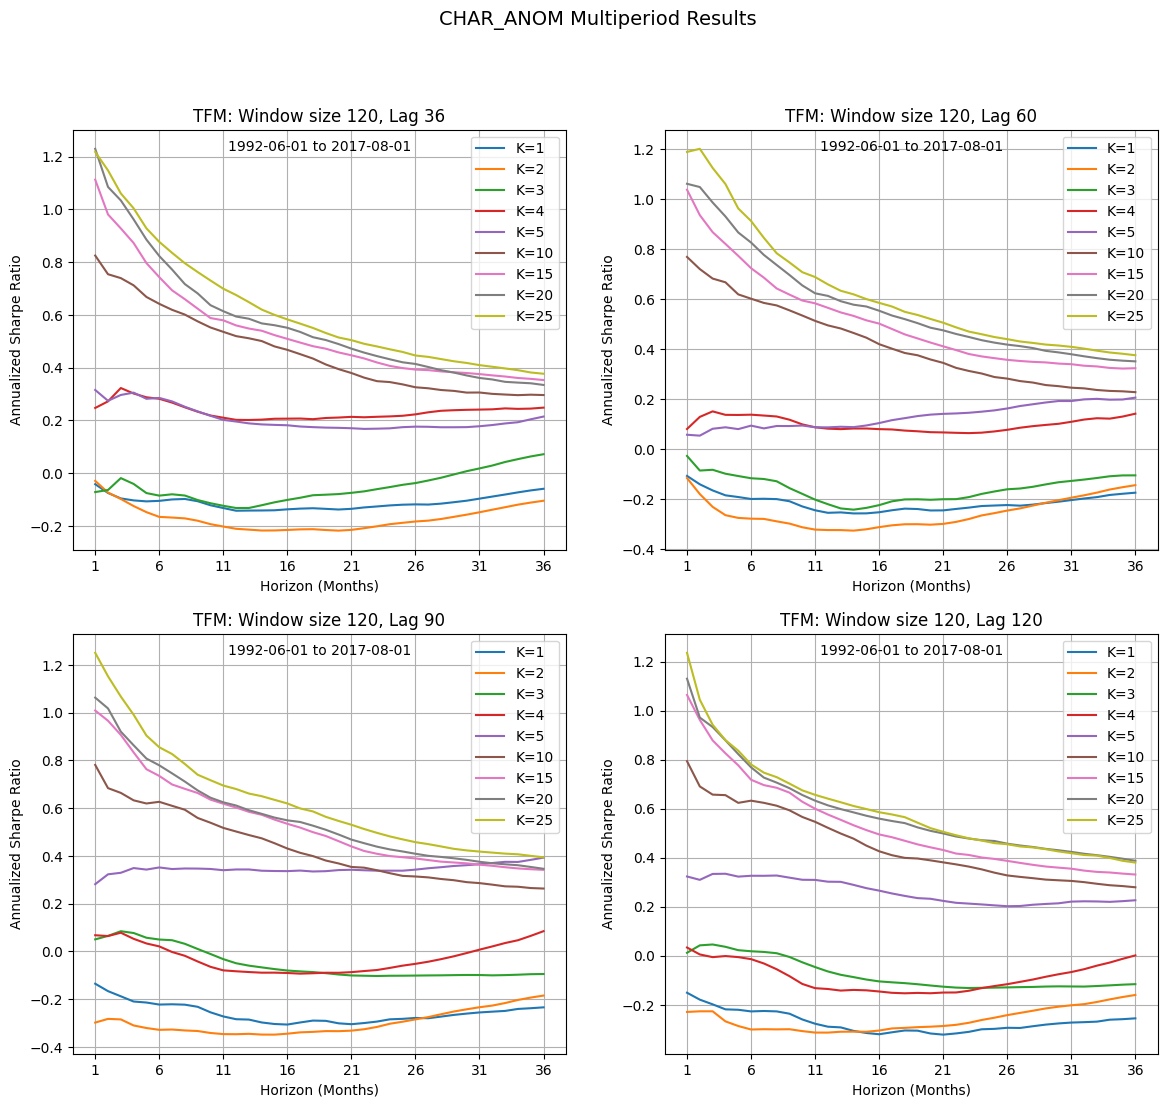 CHAR_ANOM Multiperiod Results
TFM: Window size 120, Lag 36
1992-06-01 to 2017-08-01
Annualized Sharpe Ratio
1.2
1.0
0.8
0.6
0.4
0.2
0.0
−0.2
K=1
K=2
K=3
K=4
K=5
K=10
K=15
K=20
K=25
1 6 11 16 21 26 31 36
Horizon (Months)
TFM: Window size 120, Lag 60
1992-06-01 to 2017-08-01
Annualized Sharpe Ratio
1.2
1.0
0.8
0.6
0.4
0.2
0.0
−0.2
−0.4
K=1
K=2
K=3
K=4
K=5
K=10
K=15
K=20
K=25
1 6 11 16 21 26 31 36
Horizon (Months)
TFM: Window size 120, Lag 90
1992-06-01 to 2017-08-01
Annualized Sharpe Ratio
1.2
1.0
0.8
0.6
0.4
0.2
0.0
−0.2
−0.4
K=1
K=2
K=3
K=4
K=5
K=10
K=15
K=20
K=25
1 6 11 16 21 26 31 36
Horizon (Months)
TFM: Window size 120, Lag 120
1992-06-01 to 2017-08-01
Annualized Sharpe Ratio
1.2
1.0
0.8
0.6
0.4
0.2
0.0
−0.2
K=1
K=2
K=3
K=4
K=5
K=10
K=15
K=20
K=25
1 6 11 16 21 26 31 36
Horizon (Months)